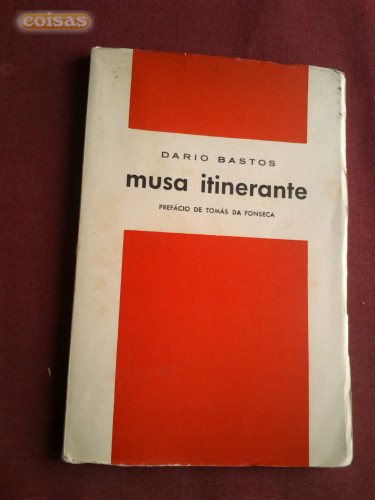 coisas
DARIO BASTOS
musa itinerante
PREFÁCIO DE TOMÁS DA FONSECA